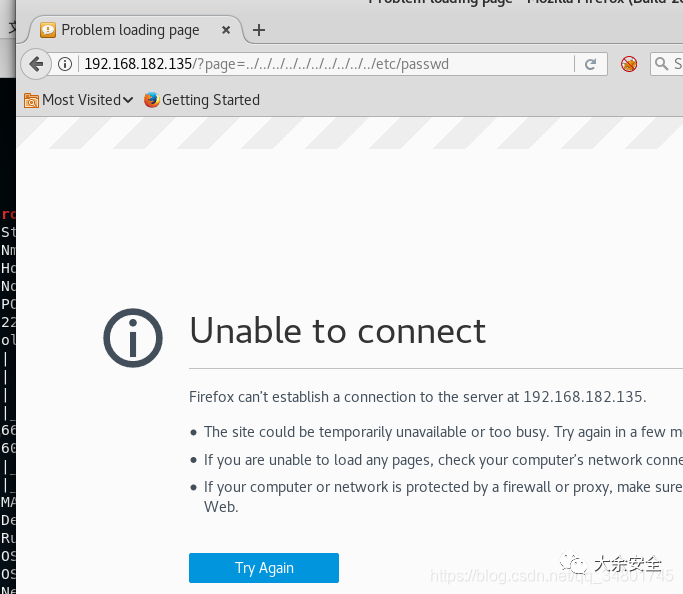 Problem loading page - Mozilla Firefox (Build 20
Problem loading page
192.168.182.135/?page=../../../../../../../../../../../etc/passwd
Most Visited
Getting Started
ro
St
Nm
Ho
No
PO
22
Unable to connect
Firefox can't establish a connection to the server at 192.168.182.135.
The site could be temporarily unavailable or too busy. Try again in a few m
If you are unable to load any pages, check your computer's network conne
If your computer or network is protected by a firewall or proxy, make sure
Web.
66
60
MA
De
Ru
OS
OS
Ne
Try Again
大余安全
https://blog.csdn.net/qq_34801745